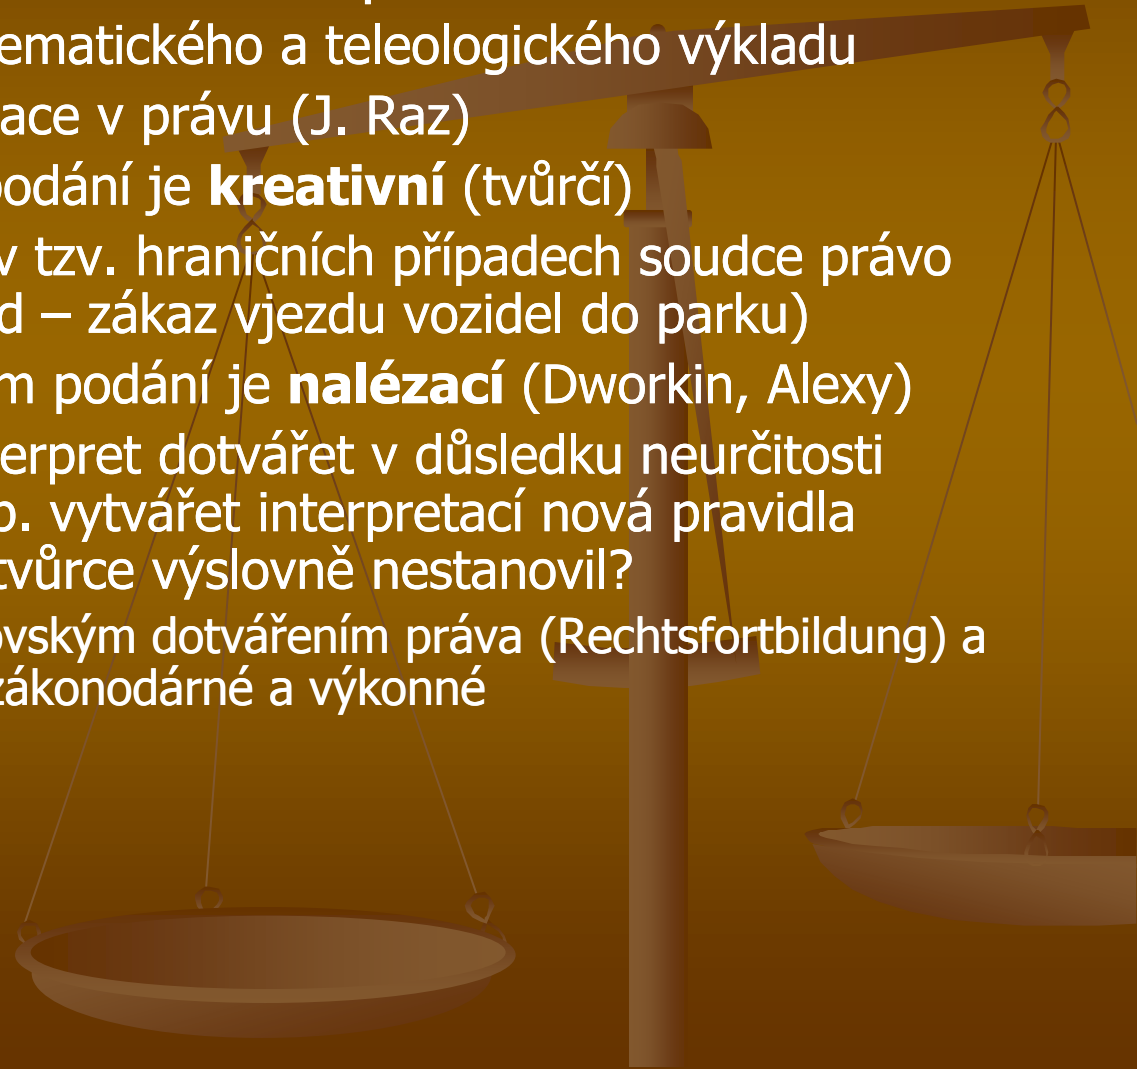 ematického a teleologického výkladu
ace v právu (J. Raz)
podání je kreativní (tvůrčí)
v tzv. hraničních případech soudce právo
d – zákaz vjezdu vozidel do parku)
m podání je nalézací (Dworkin, Alexy)
erpret dotvářet v důsledku neurčitosti
p. vytvářet interpretací nová pravidla
tvůrce výslovně nestanovil?
ovským dotvářením práva (Rechtsfortbildung) a
zákonodárné a výkonné